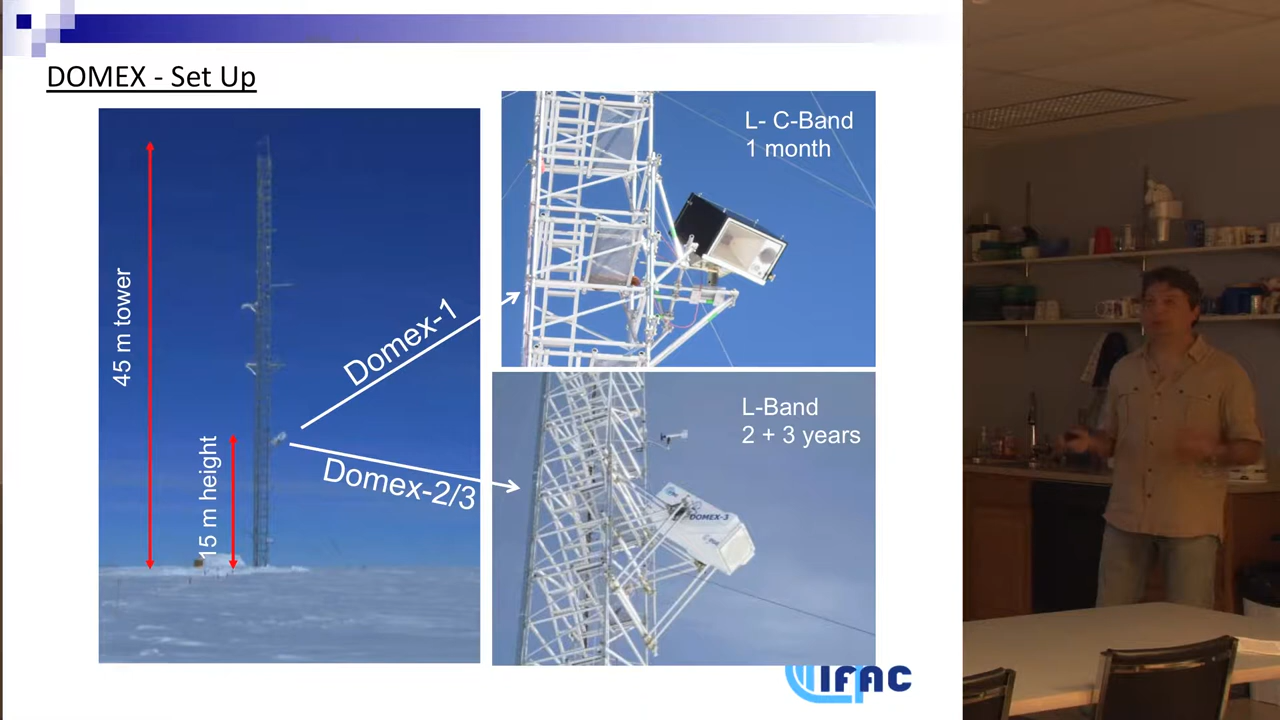 DOMEX - Set Up
45 m tower
15 m height
Domex-1
Domex-2/3
L- C-Band
1 month
L-Band
2 + 3 years
DOMEX-3
IFAC